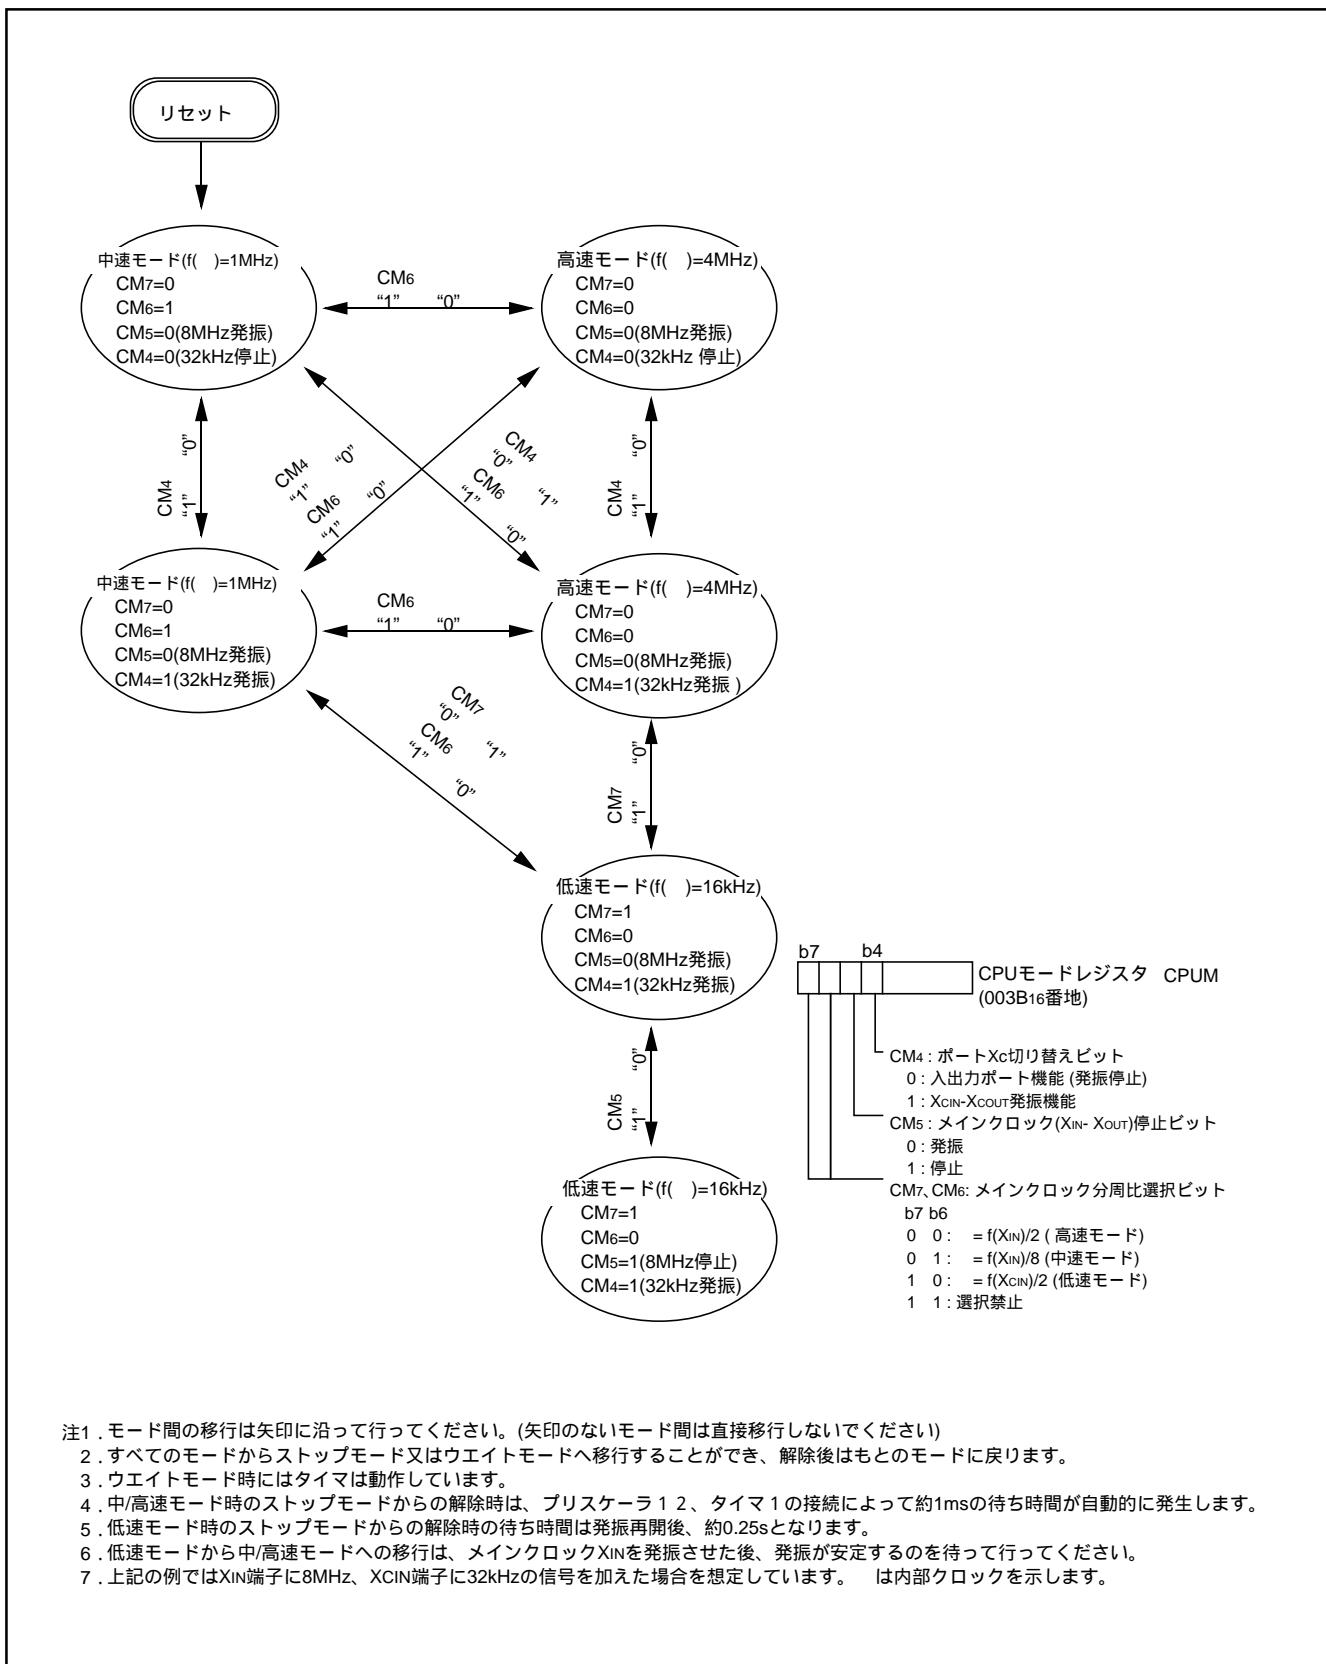 リセット
中速モード(f( )=1MHz)
CM7=0
CM6=1
CM5=0(8MHz発振)
CM4=0(32kHz停止)
CM6
“1” “0”
高速モード(f( )=4MHz)
CM7=0
CM6=0
CM5=0(8MHz発振)
CM4=0(32kHz 停止)
CM4
“1” “0”
CM4
“1” “0”
CM6
“1” “0”
CM4
“0” “1”
CM6
“1” “0”
CM4
“1” “0”
中速モード(f( )=1MHz)
CM7=0
CM6=1
CM5=0(8MHz発振)
CM4=1(32kHz発振)
CM6
“1” “0”
高速モード(f( )=4MHz)
CM7=0
CM6=0
CM5=0(8MHz発振)
CM4=1(32kHz発振 )
CM7
“0” “1”
CM6
“1” “0”
CM7
“1” “0”
低速モード(f( )=16kHz)
CM7=1
CM6=0
CM5=0(8MHz発振)
CM4=1(32kHz発振)
CM5
“1” “0”
低速モード(f( )=16kHz)
CM7=1
CM6=0
CM5=1(8MHz停止)
CM4=1(32kHz発振)
b7 b4
CPUモードレジスタ CPUM
(003B16番地)
CM4 : ポートXc切り替えビット
0 : 入出力ポート機能 (発振停止)
1 : XCIN-XCOUT発振機能
CM5 : メインクロック(XIN- XOUT)停止ビット
0 : 発振
1 : 停止
CM7、CM6: メインクロック分周比選択ビット
b7 b6
0 0 : = f(XIN)/2 ( 高速モード)
0 1 : = f(XIN)/8 (中速モード)
1 0 : = f(XCIN)/2 (低速モード)
1 1 : 選択禁止
注1 . モード間の移行は矢印に沿って行ってください。(矢印のないモード間は直接移行しないでください)
2 . すべてのモードからストップモード又はウエイトモードへ移行することができ、解除後はもとのモードに戻ります。
3 . ウエイトモード時にはタイマは動作しています。
4 . 中/高速モード時のストップモードからの解除時は、プリスケーラ１２、タイマ１の接続によって約1msの待ち時間が自動的に発生します。
5 . 低速モード時のストップモードからの解除時の待ち時間は発振再開後、約0.25sとなります。
6 . 低速モードから中/高速モードへの移行は、メインクロックXINを発振させた後、発振が安定するのを待って行ってください。
7 . 上記の例ではXIN端子に8MHz、XCIN端子に32kHzの信号を加えた場合を想定しています。 は内部クロックを示します。